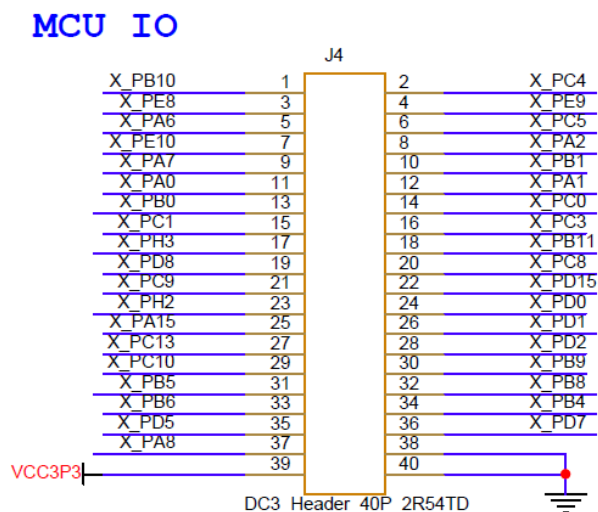 MCU IO
J4
X_PB10 1 2 X_PC4
X_PE8 3 4 X_PE9
X_PA6 5 6 X_PC5
X_PE10 7 8 X_PA2
X_PA7 9 10 X_PB1
X_PA0 11 12 X_PA1
X_PB0 13 14 X_PC0
X_PC1 15 16 X_PC3
X_PH3 17 18 X_PB11
X_PD8 19 20 X_PC8
X_PC9 21 22 X_PD15
X_PH2 23 24 X_PD0
X_PA15 25 26 X_PD1
X_PC13 27 28 X_PD2
X_PC10 29 30 X_PB9
X_PB5 31 32 X_PB8
X_PB6 33 34 X_PB4
X_PD5 35 36 X_PD7
X_PA8 37 38
VCC3P3 39 40
DC3 Header 40P 2R54TD